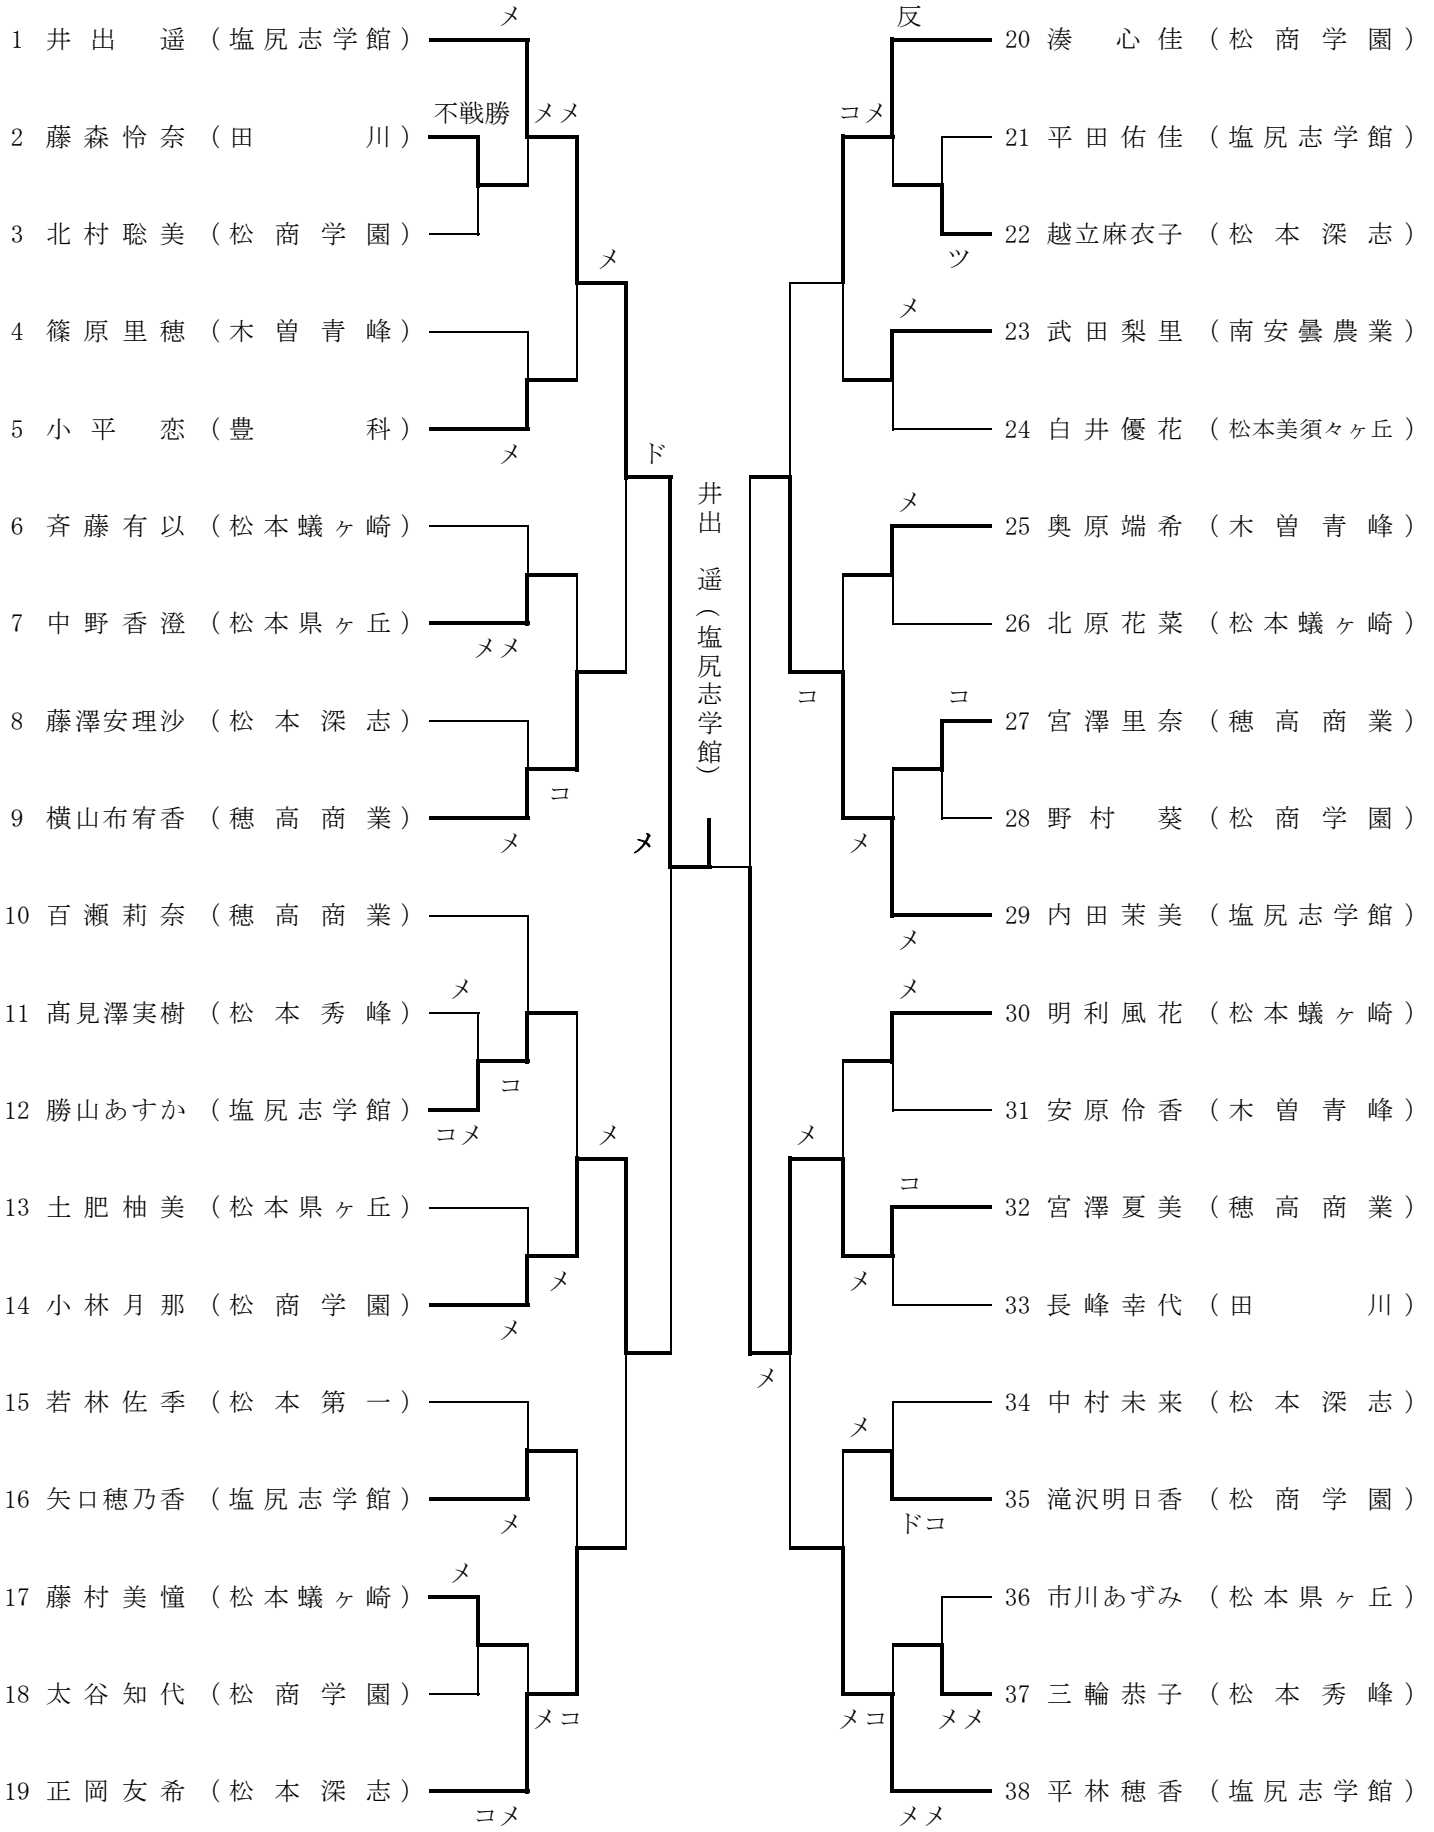 メ
1 井出 遥 (塩尻志学館)
不戦勝 メメ
2 藤森怜奈 (田川)
3 北村聡美 (松商学園)
メ
4 篠原里穂 (木曽青峰)
5 小平 恋 (豊科)
メ
ド
6 斉藤有以 (松本蟻ヶ崎)
7 中野香澄 (松本県ヶ丘)
メメ
8 藤澤安理沙 (松本深志)
コ
9 横山布宥香 (穂高商業)
メ
メ
10 百瀬莉奈 (穂高商業)
メ
11 髙見澤実樹 (松本秀峰)
コ
12 勝山あすか (塩尻志学館)
コメ
メ
13 土肥柚美 (松本県ヶ丘)
メ
14 小林月那 (松商学園)
メ
15 若林佐季 (松本第一)
16 矢口穂乃香 (塩尻志学館)
メ
メ
17 藤村美憧 (松本蟻ヶ崎)
18 太谷知代 (松商学園)
メコ
19 正岡友希 (松本深志)
コメ
井出 遥(塩尻志学館)
反
20 湊 心佳 (松商学園)
コメ
21 平田佑佳 (塩尻志学館)
22 越立麻衣子 (松本深志)
ツ
メ
23 武田梨里 (南安曇農業)
24 白井優花 (松本美須々ヶ丘)
メ
25 奥原端希 (木曽青峰)
26 北原花菜 (松本蟻ヶ崎)
コ
コ
27 宮澤里奈 (穂高商業)
28 野村 葵 (松商学園)
メ
29 内田茉美 (塩尻志学館)
メ
メ
30 明利風花 (松本蟻ヶ崎)
31 安原伶香 (木曽青峰)
メ
コ
32 宮澤夏美 (穂高商業)
メ
33 長峰幸代 (田川)
メ
34 中村未来 (松本深志)
メ
35 滝沢明日香 (松商学園)
ドコ
36 市川あずみ (松本県ヶ丘)
37 三輪恭子 (松本秀峰)
メコ メメ
38 平林穂香 (塩尻志学館)
メメ